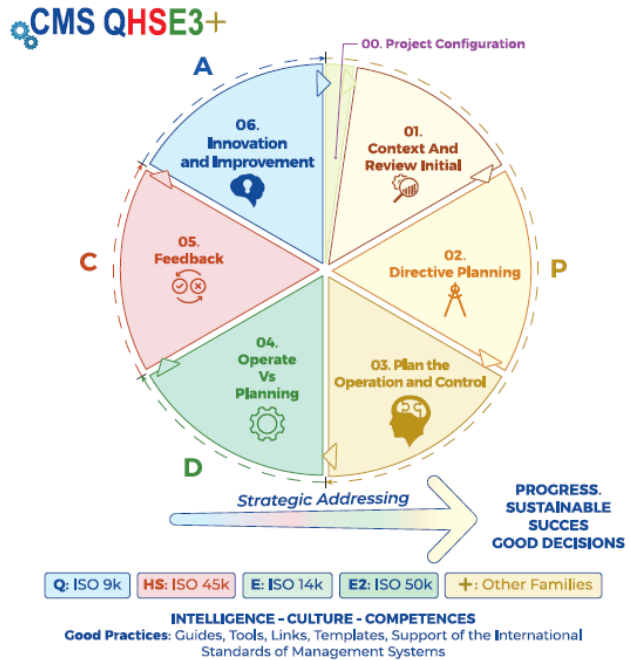 CMS QHSE3+
00. Project Configuration
A
06.
Innovation
and Improvement
01.
Context And
Review Initial
C
05.
Feedback
02.
Directive Planning
P
04.
Operate
Vs
Planning
03. Plan the
Operation and Control
D
Strategic Addressing
PROGRESS.
SUSTAINABLE
SUCCES
GOOD DECISIONS
Q: ISO 9k
HS: ISO 45k
E: ISO 14k
E2: ISO 50k
+: Other Families
INTELLIGENCE – CULTURE - COMPETENCES
Good Practices: Guides, Tools, Links, Templates, Support of the International
Standards of Management Systems